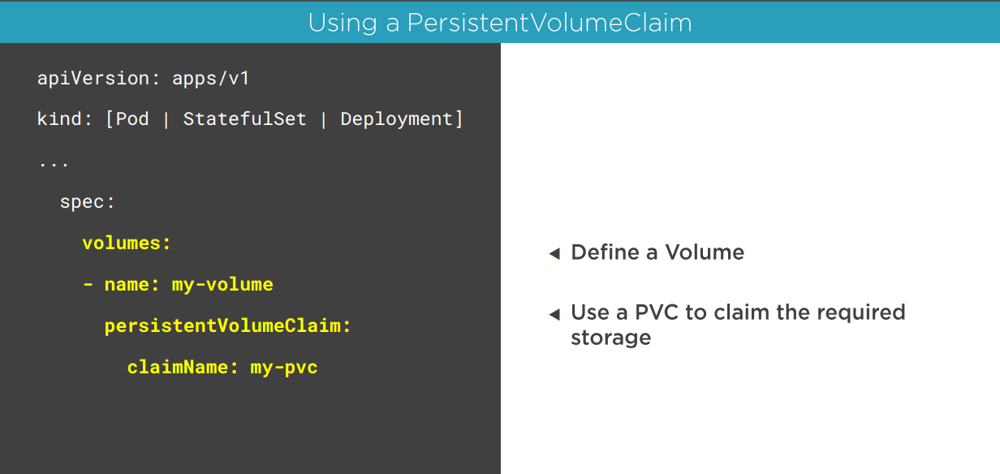 Using a PersistentVolumeClaim
apiVersion: apps/v1
kind: [Pod | StatefulSet | Deployment]
...
spec:
volumes:
- name: my-volume
persistentVolumeClaim:
claimName: my-pvc
Define a Volume
Use a PVC to claim the required
storage